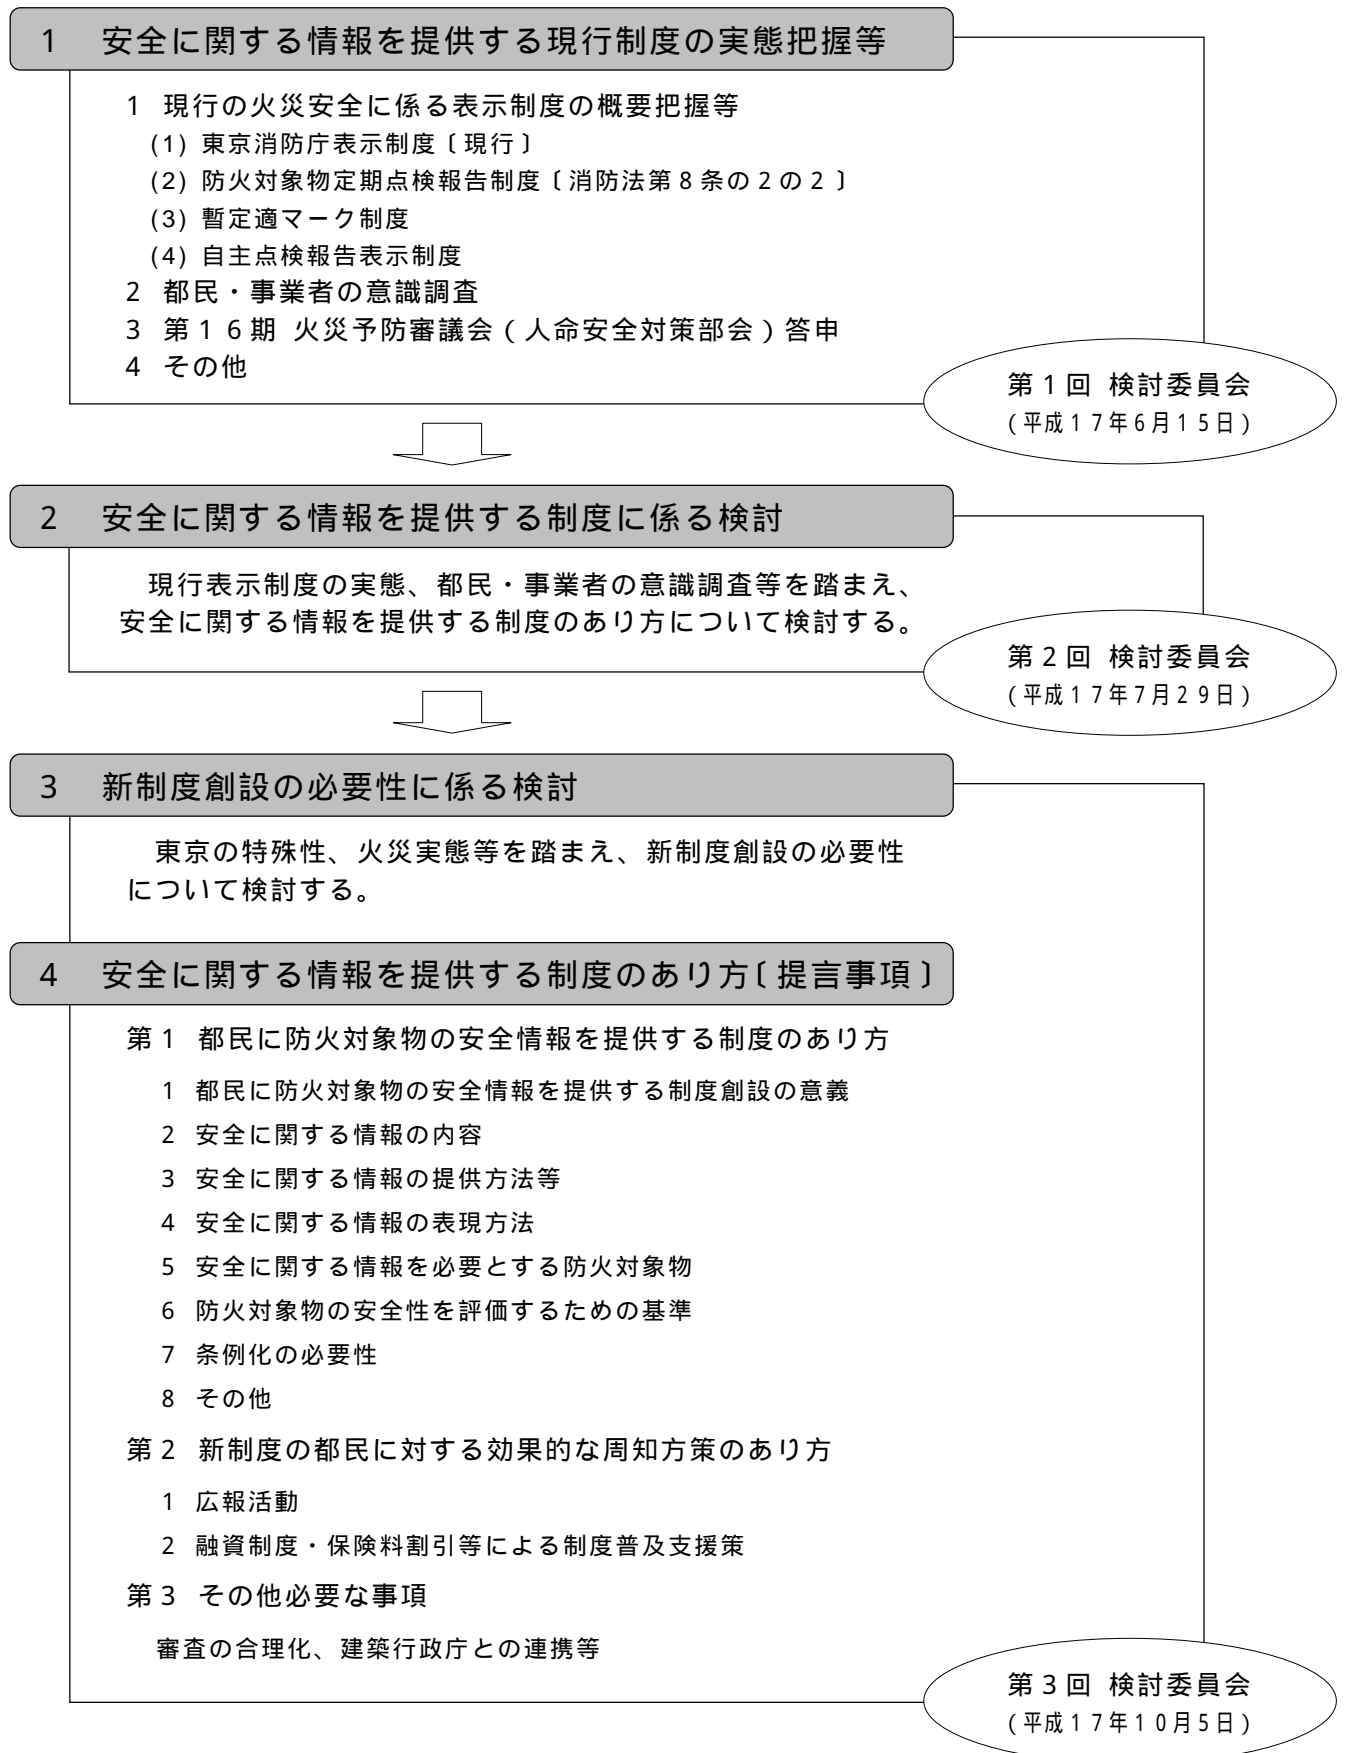 1 安全に関する情報を提供する現行制度の実態把握等
1 現行の火災安全に係る表示制度の概要把握等
(1) 東京消防庁表示制度〔現行〕
(2) 防火対象物定期点検報告制度〔消防法第８条の２の２〕
(3) 暫定適マーク制度
(4) 自主点検報告表示制度
2 都民・事業者の意識調査
3 第１６期 火災予防審議会（人命安全対策部会）答申
4 その他
第１回 検討委員会
（平成１７年６月１５日）
2 安全に関する情報を提供する制度に係る検討
現行表示制度の実態、都民・事業者の意識調査等を踏まえ、
安全に関する情報を提供する制度のあり方について検討する。
第２回 検討委員会
（平成１７年７月２９日）
3 新制度創設の必要性に係る検討
東京の特殊性、火災実態等を踏まえ、新制度創設の必要性
について検討する。
4 安全に関する情報を提供する制度のあり方〔提言事項〕
第１ 都民に防火対象物の安全情報を提供する制度のあり方
1 都民に防火対象物の安全情報を提供する制度創設の意義
2 安全に関する情報の内容
3 安全に関する情報の提供方法等
4 安全に関する情報の表現方法
5 安全に関する情報を必要とする防火対象物
6 防火対象物の安全性を評価するための基準
7 条例化の必要性
8 その他
第２ 新制度の都民に対する効果的な周知方策のあり方
1 広報活動
2 融資制度・保険料割引等による制度普及支援策
第３ その他必要な事項
審査の合理化、建築行政庁との連携等
第３回 検討委員会
（平成１７年１０月５日）